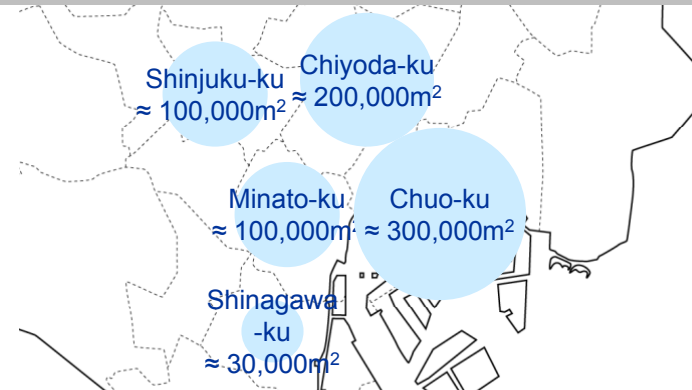 Shinjuku-ku
≈ 100,000m²
Chiyoda-ku
≈ 200,000m²
Minato-ku
≈ 100,000m²
Chuo-ku
≈ 300,000m²
Shinagawa
-ku
≈ 30,000m²